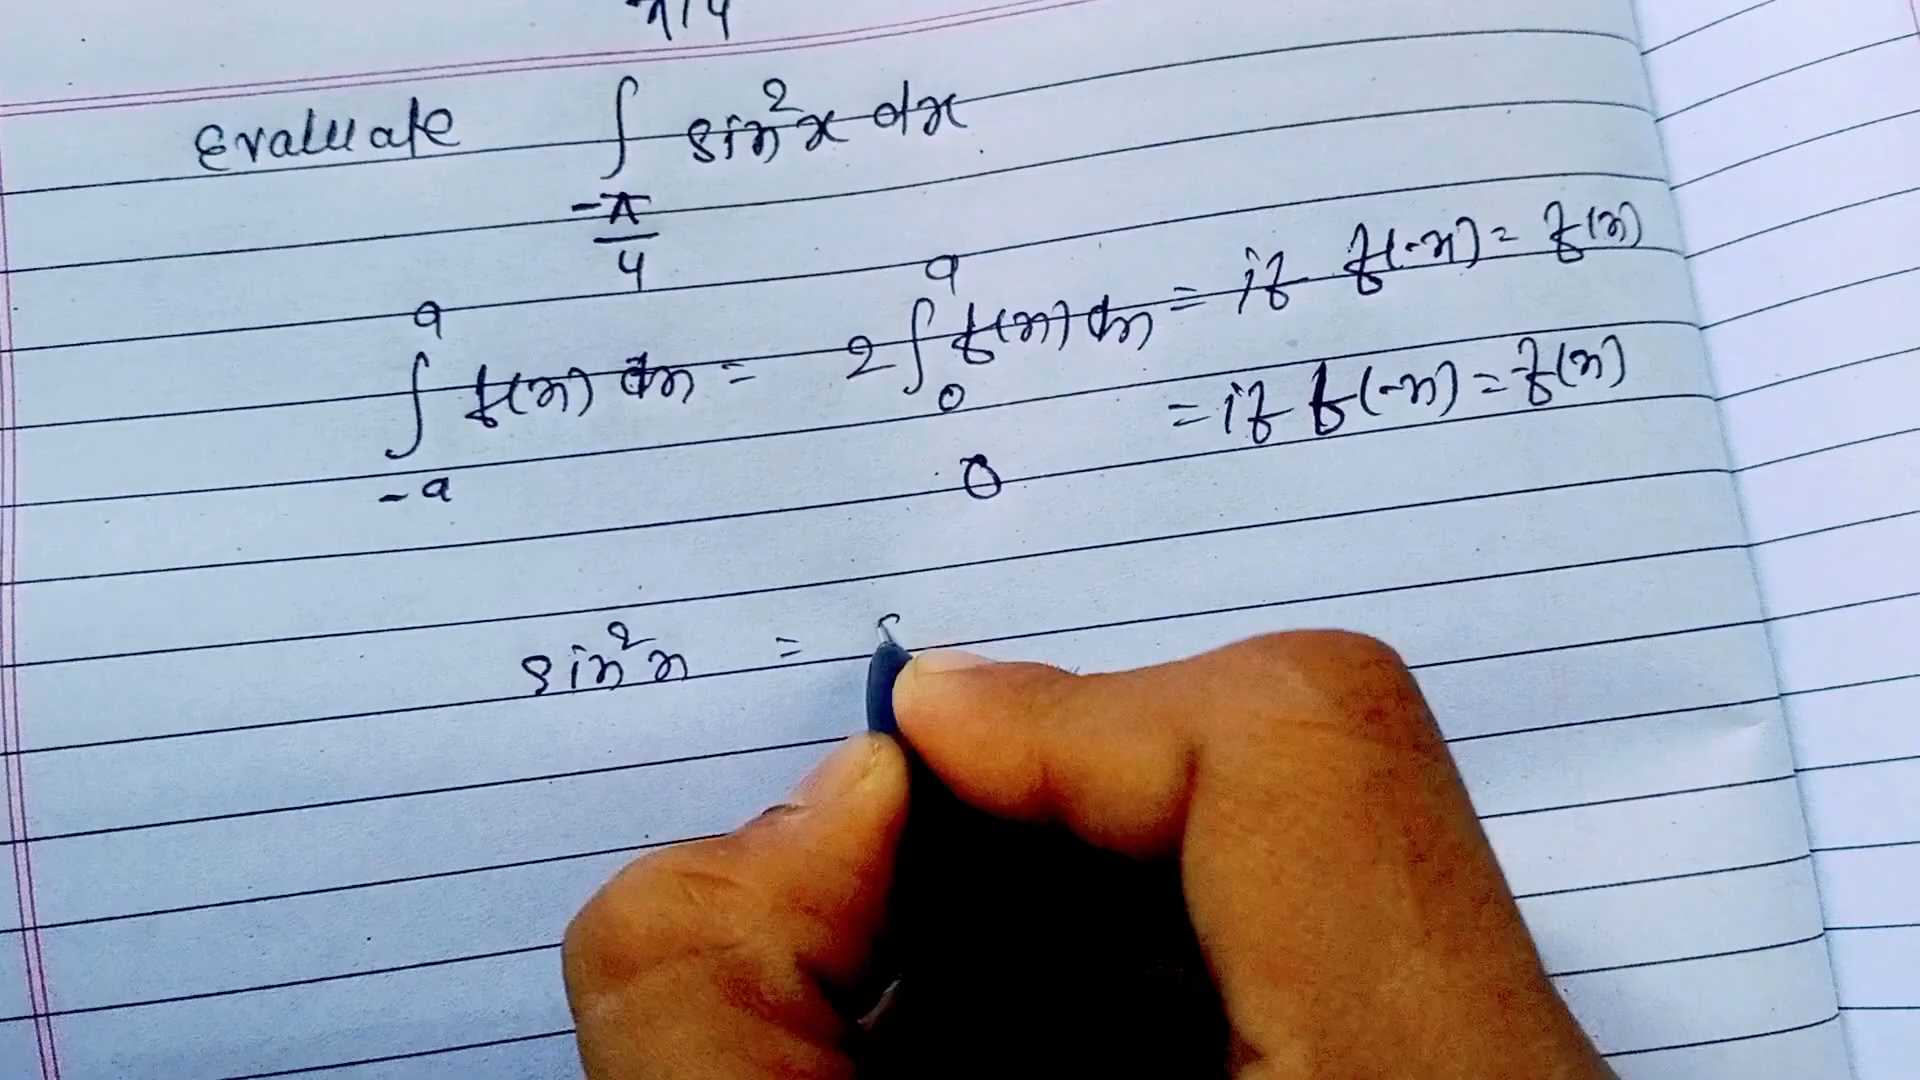 π/4
Evaluate ∫ sin²x dx
-π/4
a a
∫ f(x) dx = 2∫ f(x) dx = if f(-x) = f(x)
-a 0
0 = if f(-x) = f(x)
sin²x =